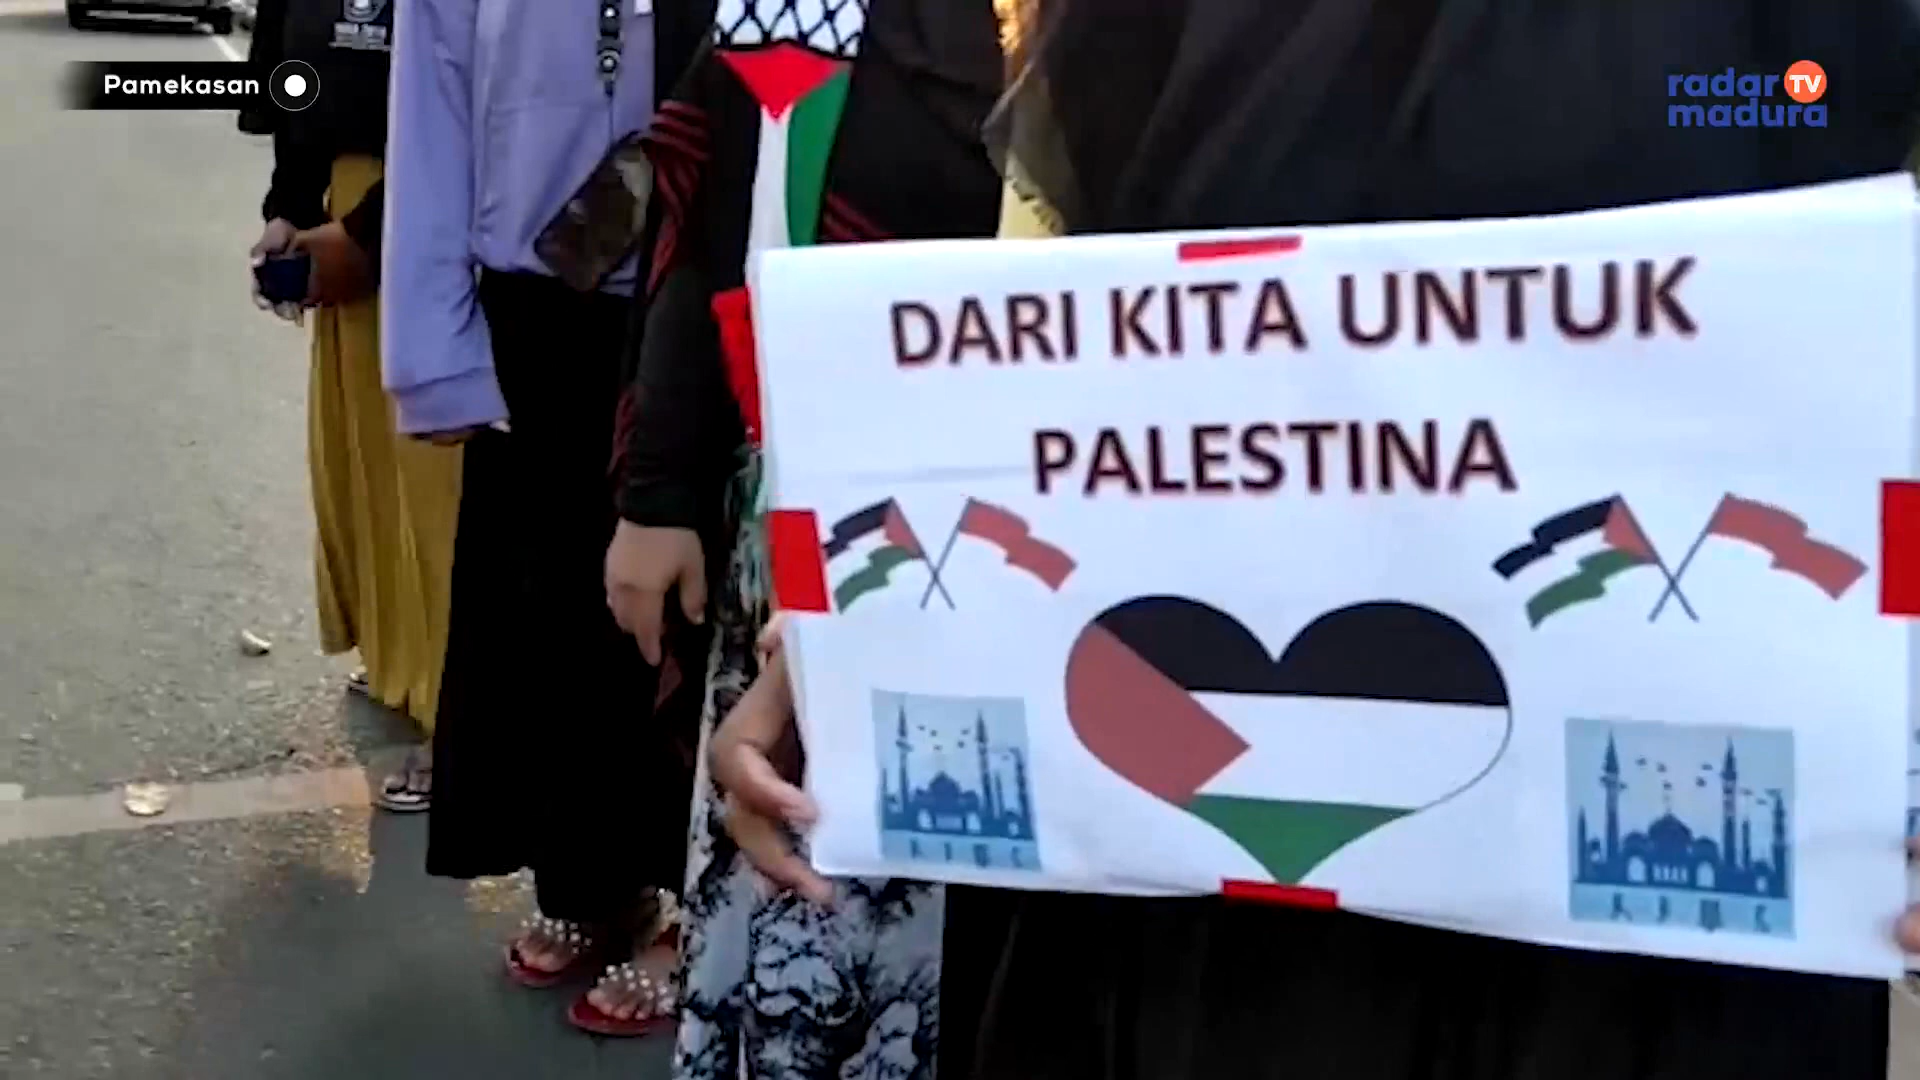 Pamekasan
radar TV
madura
DARI KITA UNTUK
PALESTINA